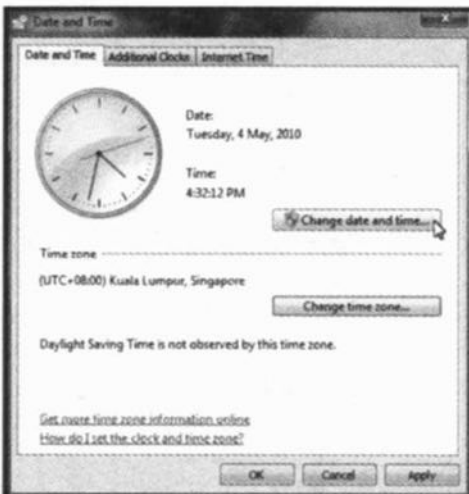 Date and Time
Date and Time Additional Clocks Internet Time
Date:
Tuesday, 4 May, 2010
Time:
4:32:12 PM
Change date and time...
Time zone
(UTC+08:00) Kuala Lumpur, Singapore
Change time zone...
Daylight Saving Time is not observed by this time zone.
Get more time zone information online
How do I set the clock and time zone?
OK Cancel Apply